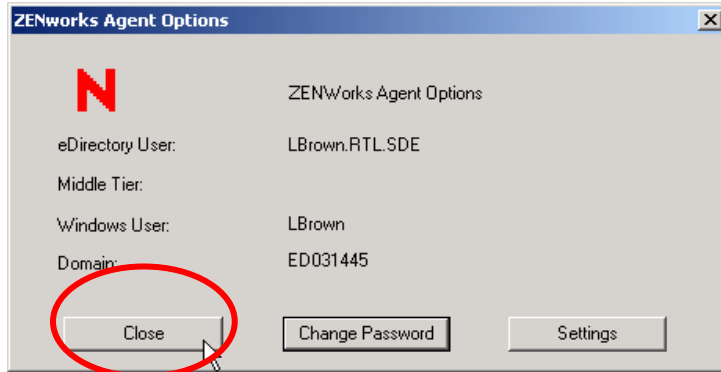 ZENworks Agent Options
N
ZENWorks Agent Options
eDirectory User: LBrown.RTL.SDE
Middle Tier:
Windows User: LBrown
Domain: ED031445
Close Change Password Settings